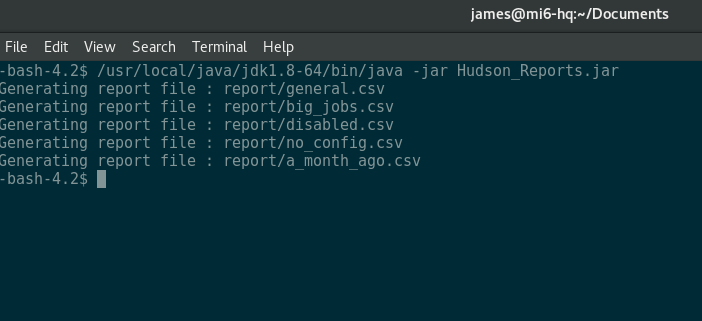 james@mi6-hq:~/Documents
File Edit View Search Terminal Help
-bash-4.2$ /usr/local/java/jdk1.8-64/bin/java -jar Hudson_Reports.jar
Generating report file : report/general.csv
Generating report file : report/big_jobs.csv
Generating report file : report/disabled.csv
Generating report file : report/no_config.csv
Generating report file : report/a_month_ago.csv
-bash-4.2$